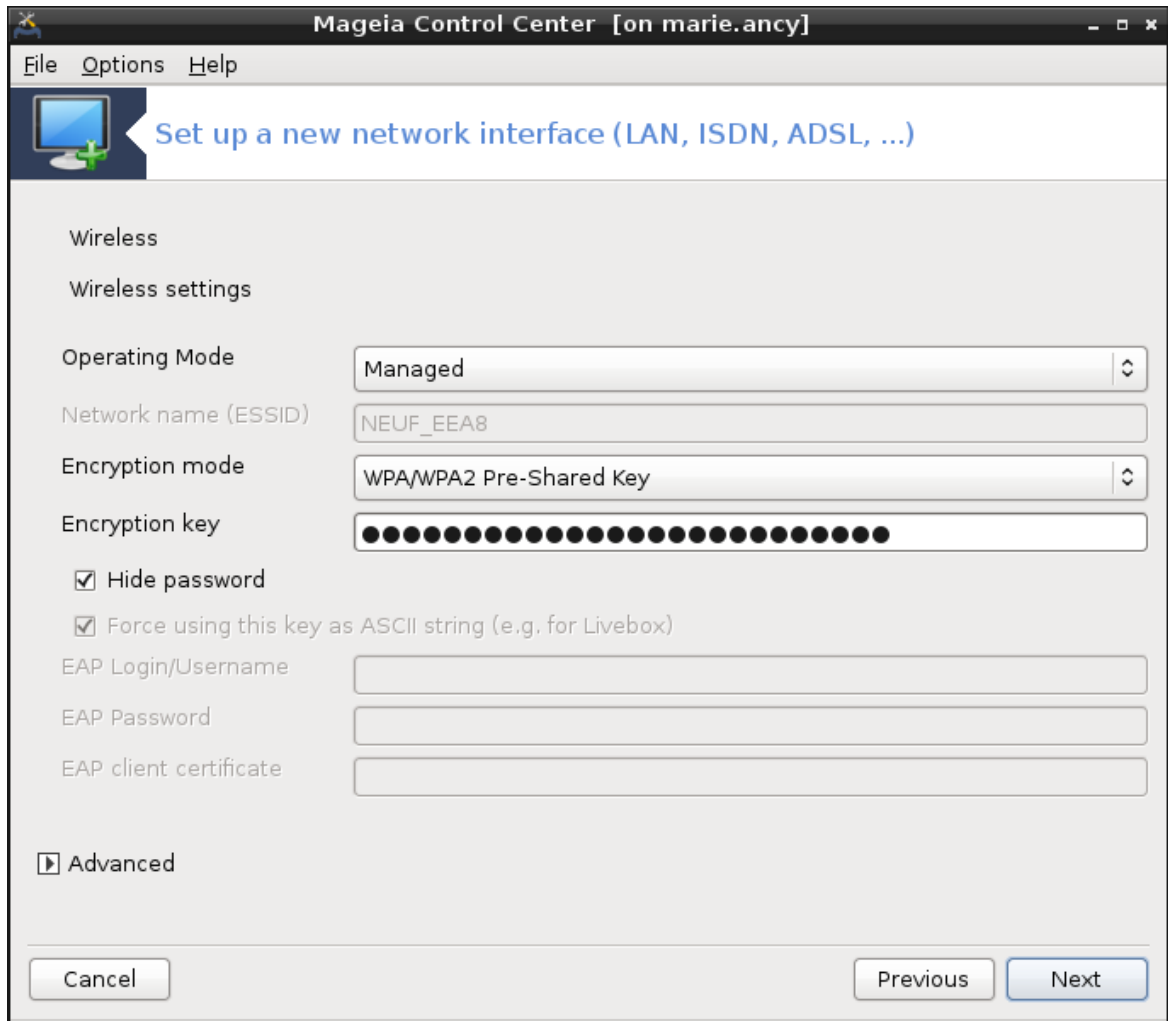 Mageia Control Center [on marie.ancy]
File Options Help
Set up a new network interface (LAN, ISDN, ADSL, ...)
Wireless
Wireless settings
Operating Mode Managed
Network name (ESSID) NEUF_EEA8
Encryption mode WPA/WPA2 Pre-Shared Key
Encryption key ●●●●●●●●●●●●●●●●●●●●●●●●●●
Hide password
Force using this key as ASCII string (e.g. for Livebox)
EAP Login/Username
EAP Password
EAP client certificate
Advanced
Cancel Previous Next